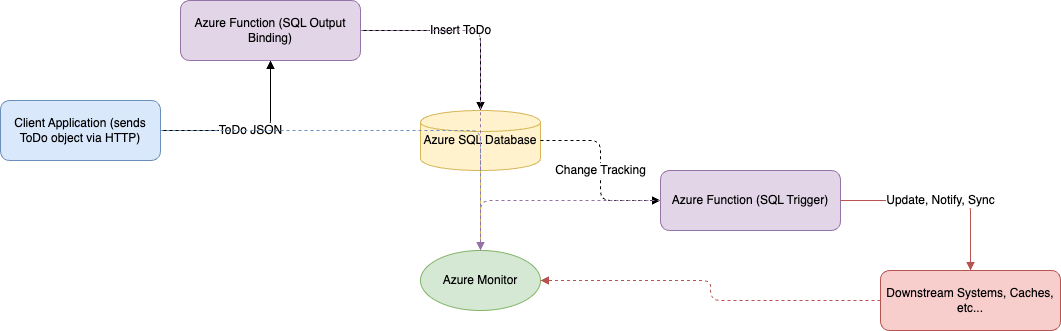 Azure Function (SQL Output
Binding)
Insert ToDo
Client Application (sends
ToDo object via HTTP)
ToDo JSON
Azure SQL Database
Change Tracking
Azure Function (SQL Trigger)
Update, Notify, Sync
Azure Monitor
Downstream Systems, Caches,
etc...